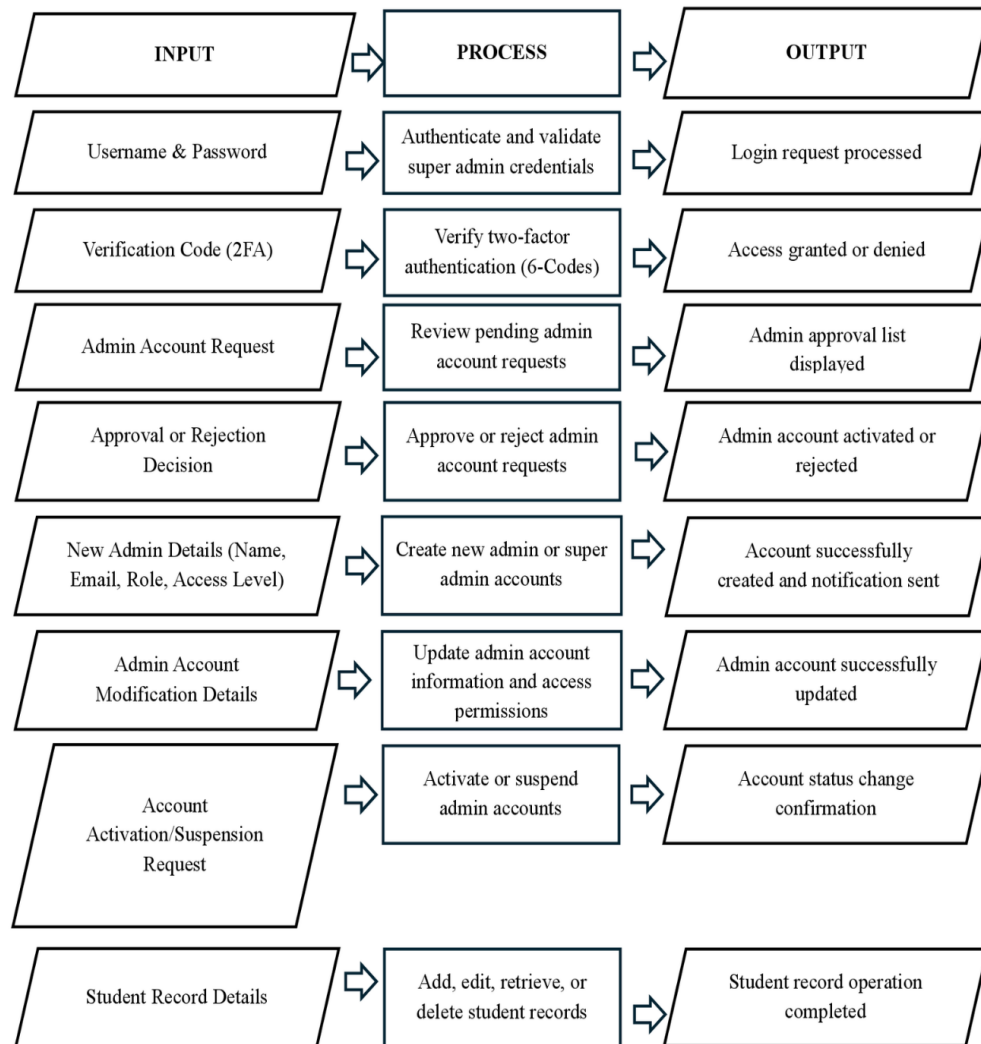 INPUT
PROCESS
OUTPUT
Username & Password
Authenticate and validate
super admin credentials
Login request processed
Verification Code (2FA)
Verify two-factor
authentication (6-Codes)
Access granted or denied
Admin Account Request
Review pending admin
account requests
Admin approval list
displayed
Approval or Rejection
Decision
Approve or reject admin
account requests
Admin account activated or
rejected
New Admin Details (Name,
Email, Role, Access Level)
Create new admin or super
admin accounts
Account successfully
created and notification sent
Admin Account
Modification Details
Update admin account
information and access
permissions
Admin account successfully
updated
Account
Activation/Suspension
Request
Activate or suspend
admin accounts
Account status change
confirmation
Student Record Details
Add, edit, retrieve, or
delete student records
Student record operation
completed